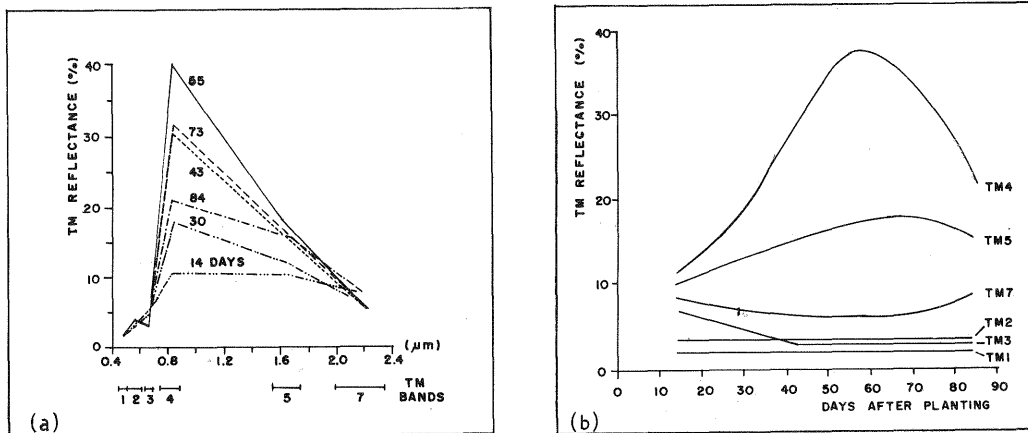 TM REFLECTANCE (%)
40
30
20
10
0
65
73
43
84
30
14 DAYS
0.4
0.8
1.2
1.6
2.0
2.4
(µm)
1 2 3 4 5 7
TM BANDS
(a)
TM REFLECTANCE (%)
40
30
20
10
0
TM4
TM5
TM7
TM2
TM3
TM1
0 10 20 30 40 50 60 70 80 90
DAYS AFTER PLANTING
(b)